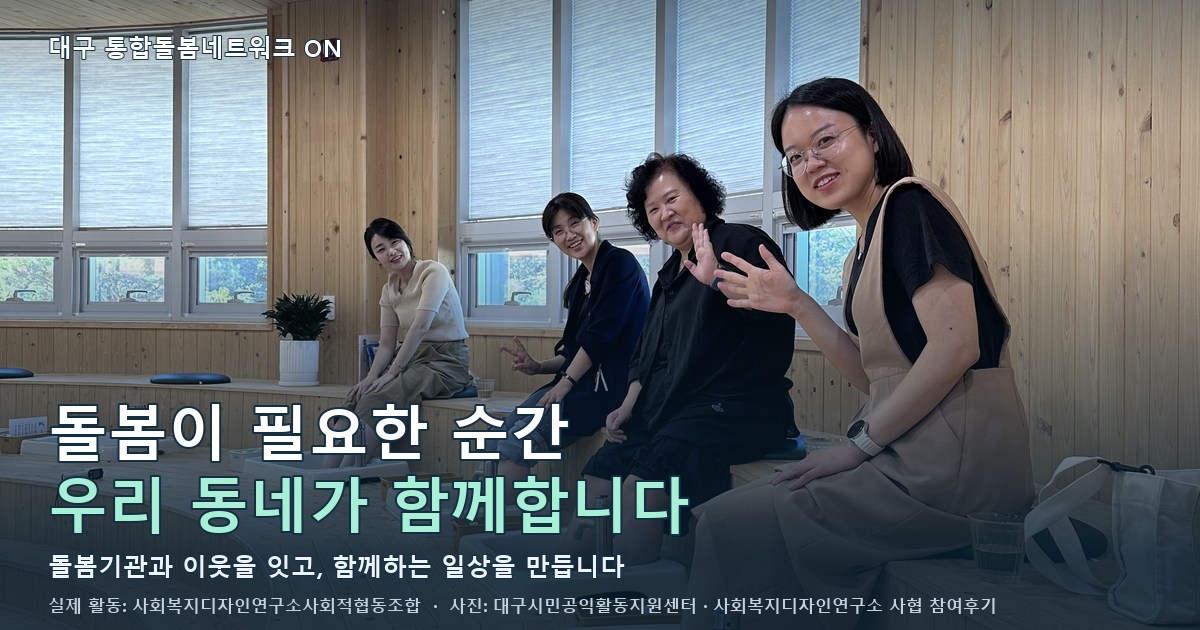 대구 통합돌봄네트워크 ON
돌봄이 필요한 순간
우리 동네가 함께합니다
돌봄기관과 이웃을 잇고, 함께하는 일상을 만듭니다
실제 활동: 사회복지디자인연구소사회적협동조합 · 사진: 대구시민공익활동지원센터 · 사회복지디자인연구소 사협 참여후기